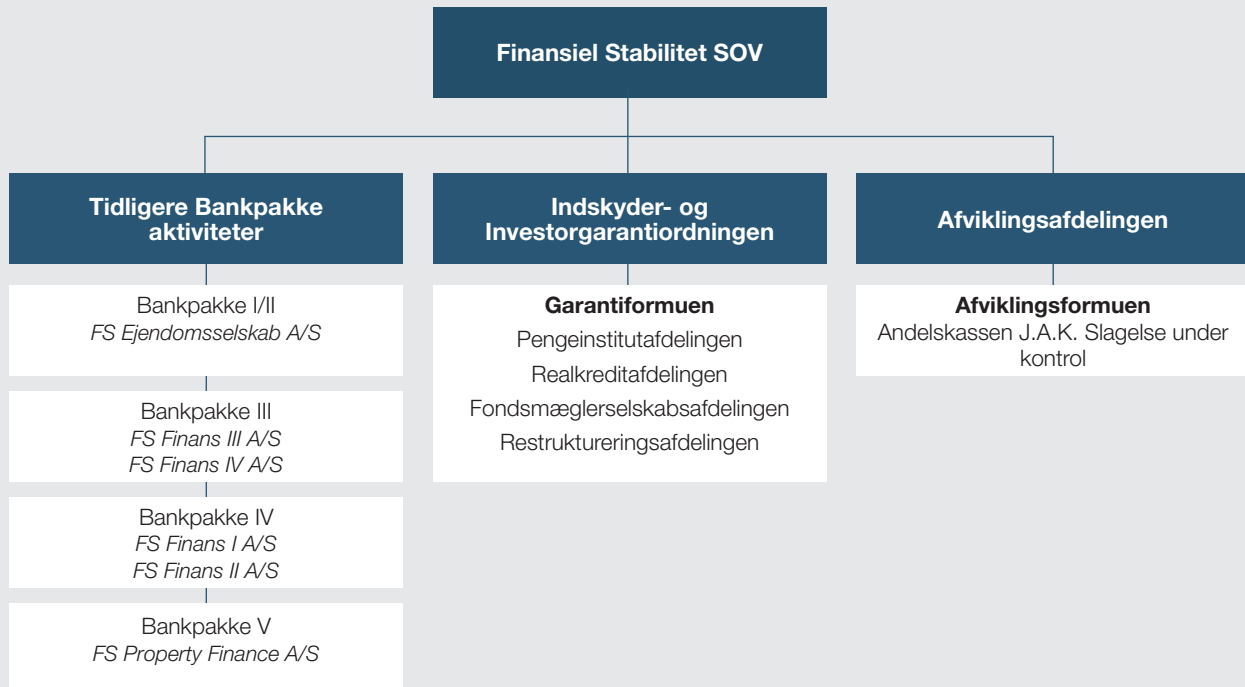 Finansiel Stabilitet SOV
Tidligere Bankpakke
aktiviteter
Bankpakke I/II
FS Ejendomsselskab A/S
Bankpakke III
FS Finans III A/S
FS Finans IV A/S
Bankpakke IV
FS Finans I A/S
FS Finans II A/S
Bankpakke V
FS Property Finance A/S
Indskyder- og
Investorgarantiordningen
Garantiformuen
Pengeinstitutafdelingen
Realkreditafdelingen
Fondsmæglerselskabsafdelingen
Restruktureringsafdelingen
Afviklingsafdelingen
Afviklingsformuen
Andelskassen J.A.K. Slagelse under
kontrol